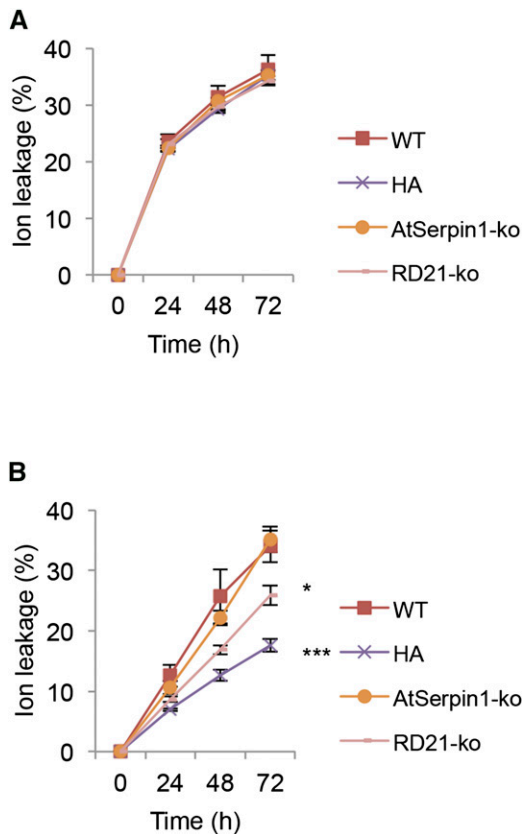 A
Ion leakage (%)
40
30
20
10
0
0 24 48 72
Time (h)
WT
HA
AtSerpin1-ko
RD21-ko
B
Ion leakage (%)
40
30
20
10
0
0 24 48 72
Time (h)
*
***
WT
HA
AtSerpin1-ko
RD21-ko